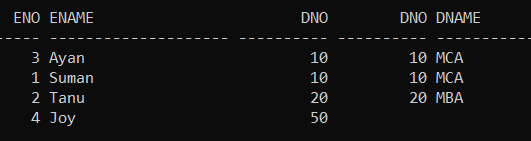 ENO ENAME DNO DNO DNAME
----- -------------------- ---------- ---------- -----------
3 Ayan 10 10 MCA
1 Suman 10 10 MCA
2 Tanu 20 20 MBA
4 Joy 50